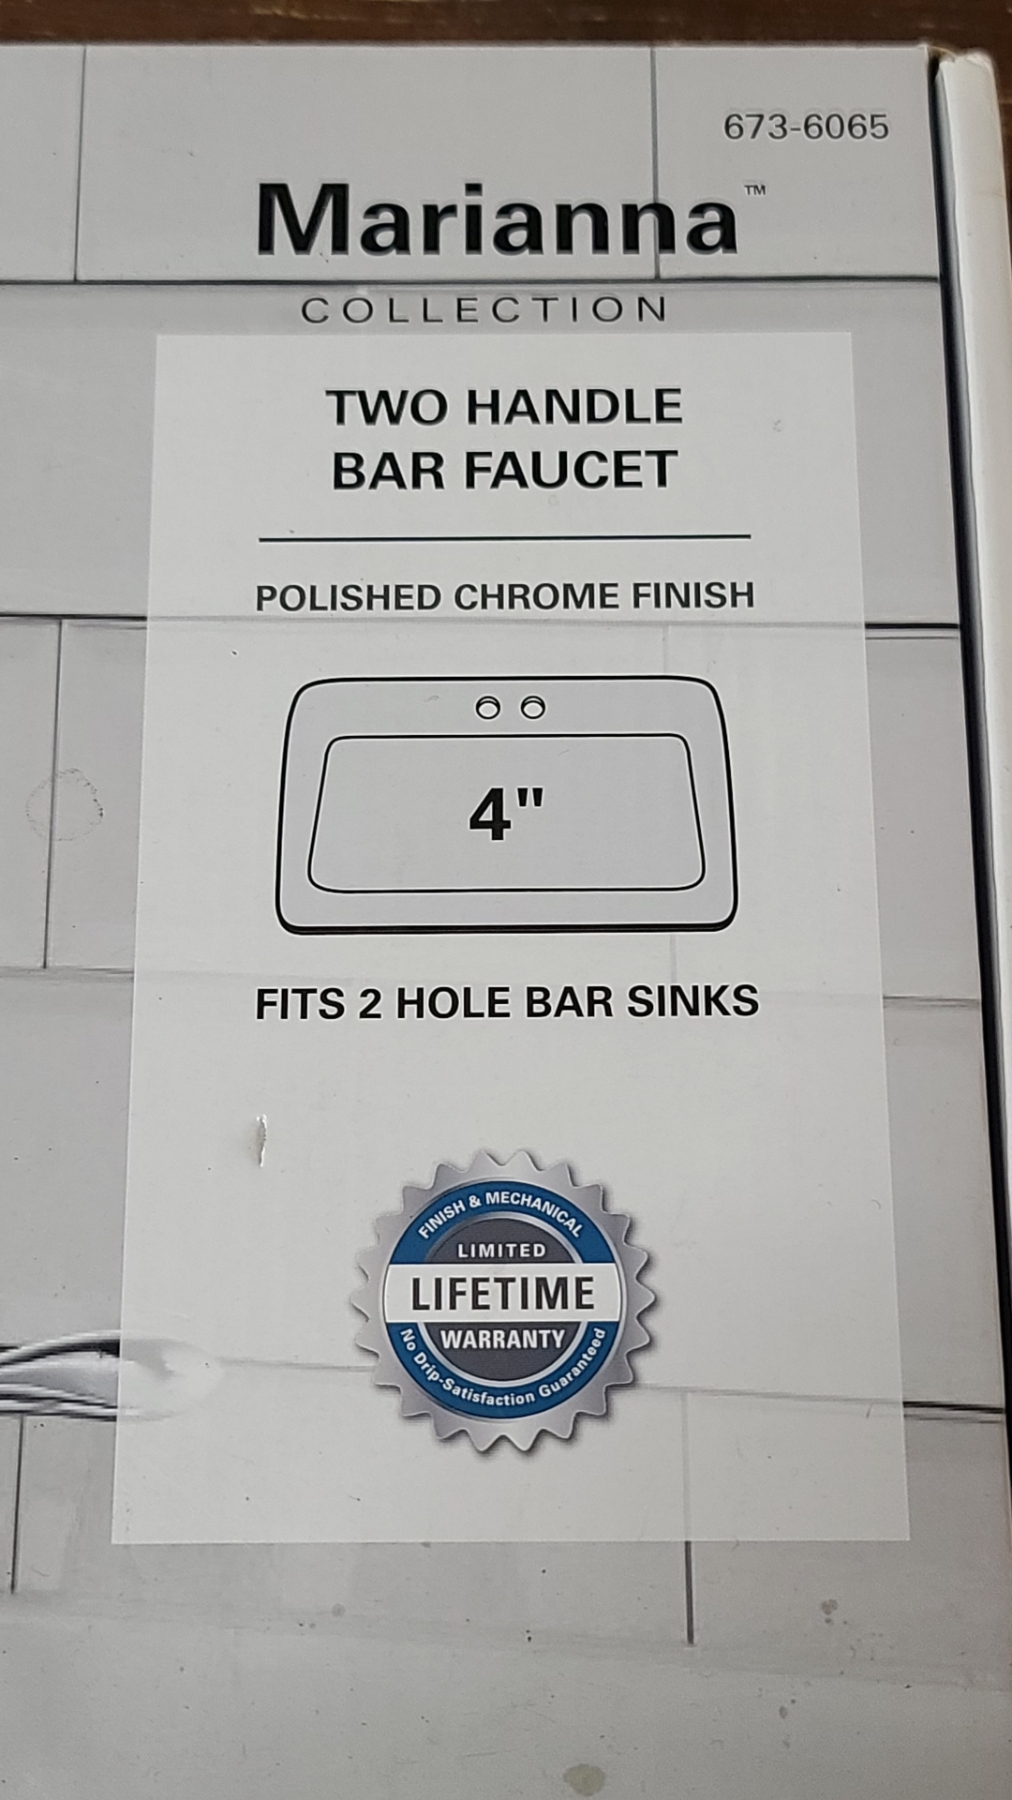 673-6065
Marianna™
COLLECTION
TWO HANDLE
BAR FAUCET
POLISHED CHROME FINISH
4"
FITS 2 HOLE BAR SINKS
FINISH & MECHANICAL
LIMITED
LIFETIME
WARRANTY
No Drip-Satisfaction Guaranteed